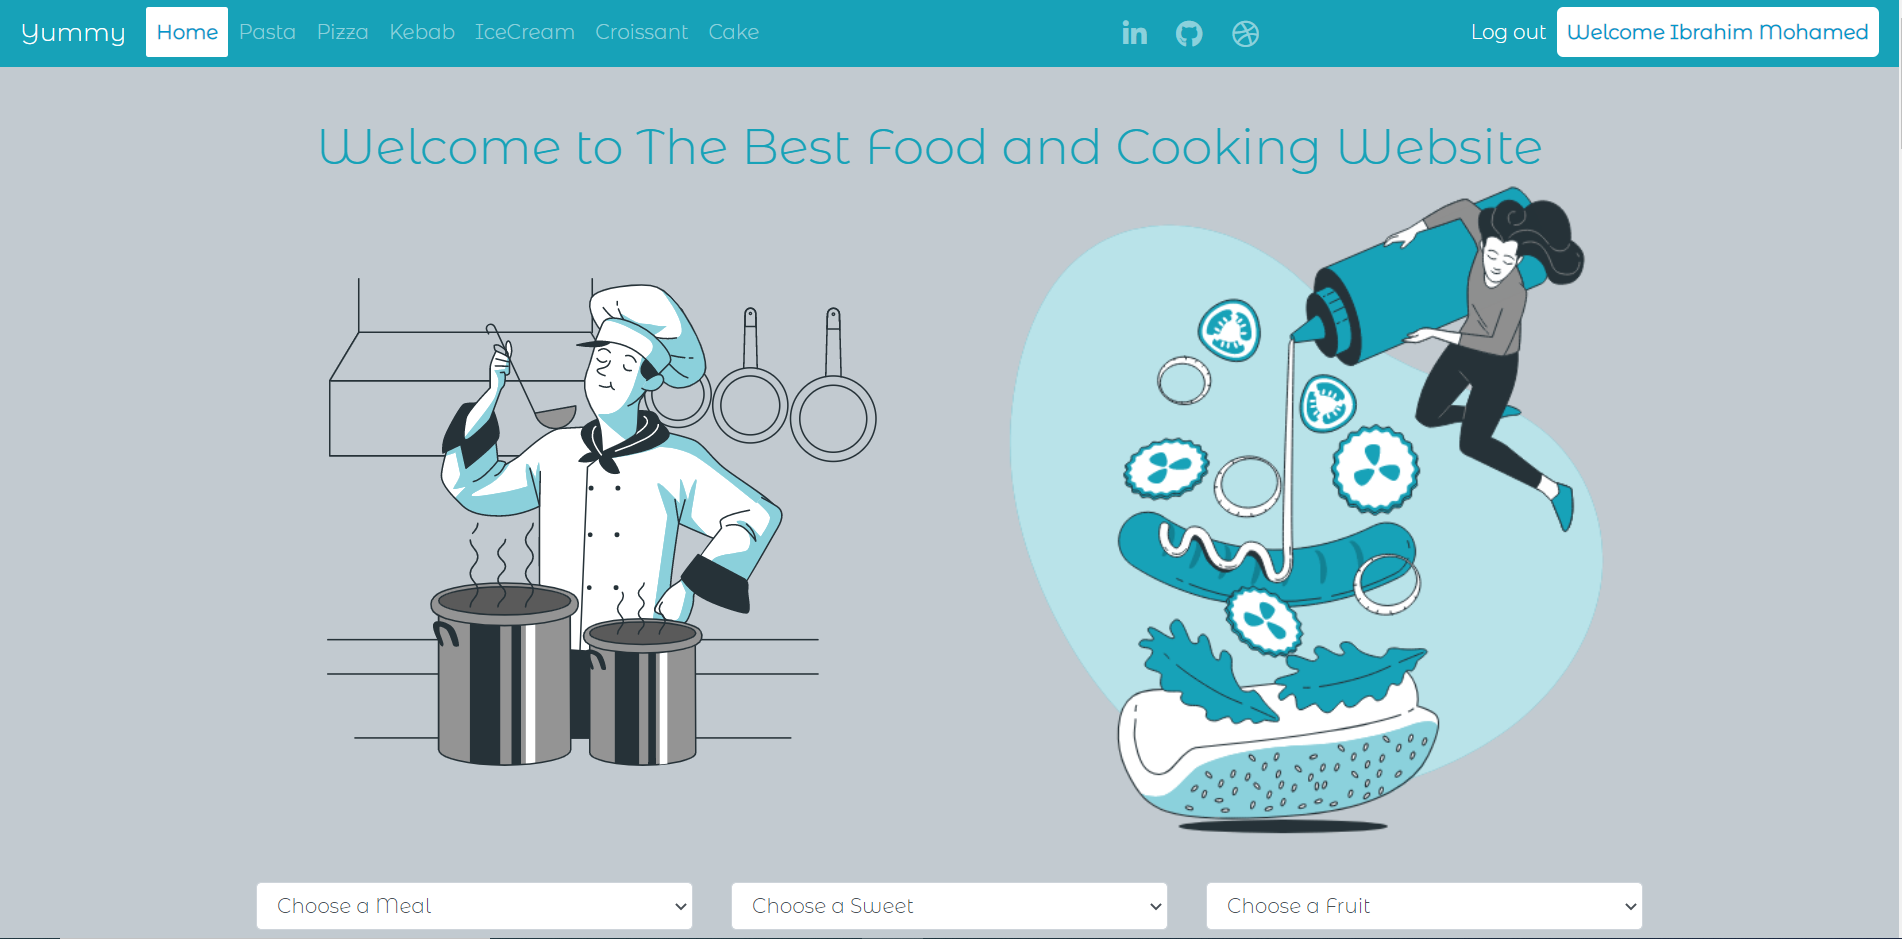 Yummy Home Pasta Pizza Kebab IceCream Croissant Cake Log out Welcome Ibrahim Mohamed
Welcome to The Best Food and Cooking Website
Choose a Meal Choose a Sweet Choose a Fruit